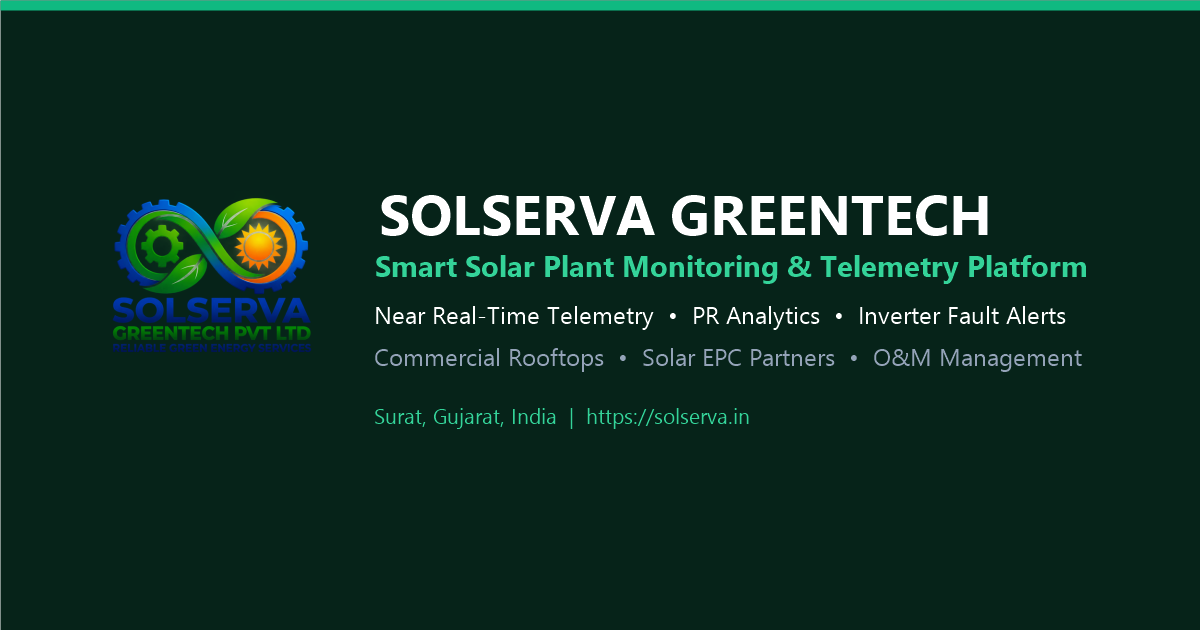 SOLSERVA GREENTECH
Smart Solar Plant Monitoring & Telemetry Platform
Near Real-Time Telemetry • PR Analytics • Inverter Fault Alerts
Commercial Rooftops • Solar EPC Partners • O&M Management
Surat, Gujarat, India | https://solserva.in
SOLSERVA
GREENTECH PVT LTD